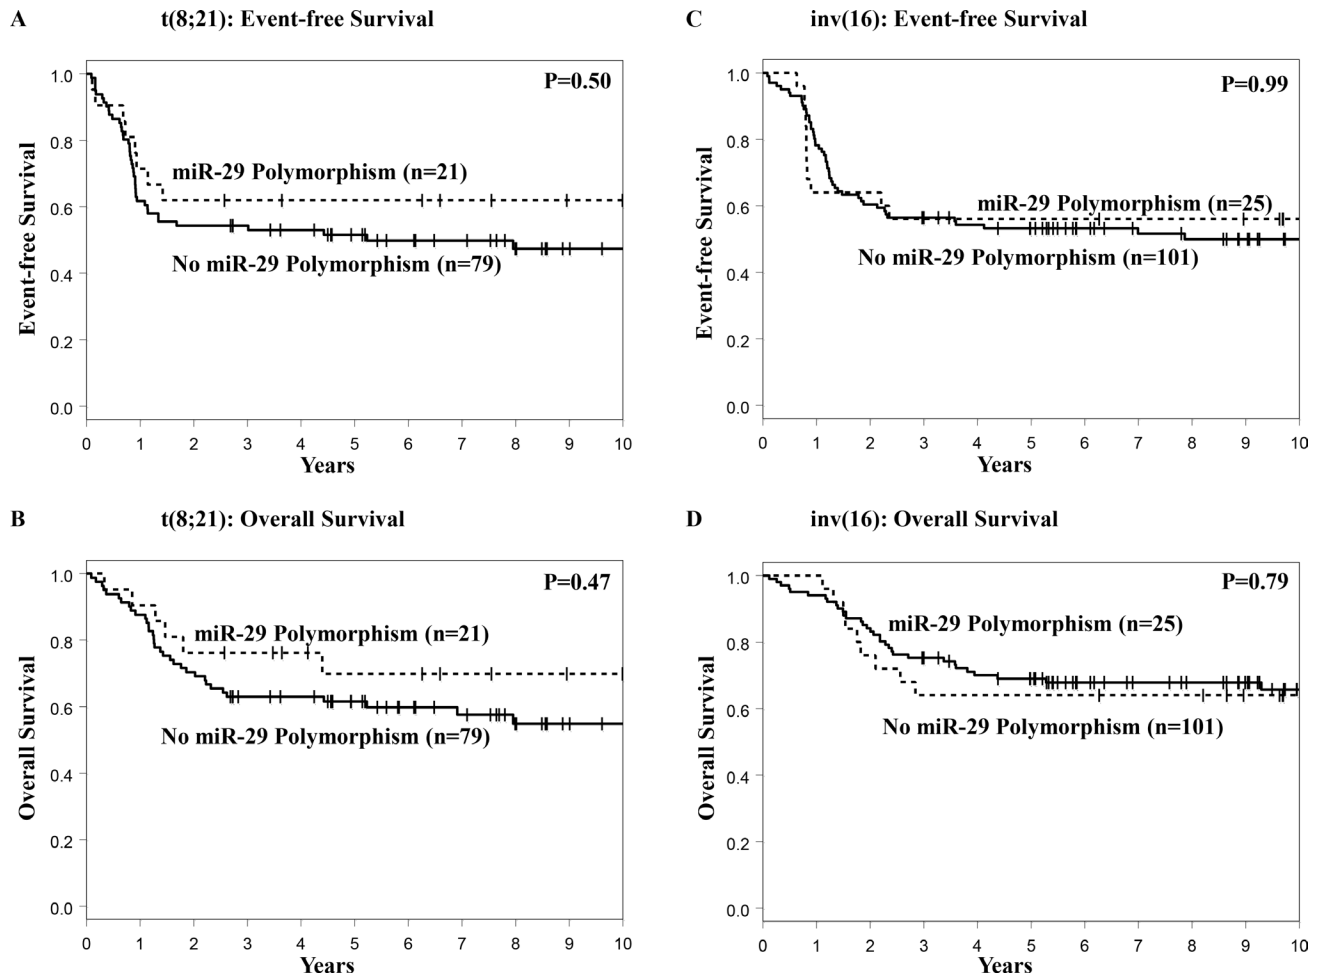 A
t(8;21): Event-free Survival
P=0.50
miR-29 Polymorphism (n=21)
No miR-29 Polymorphism (n=79)
Event-free Survival
1.0
0.8
0.6
0.4
0.2
0.0
0 1 2 3 4 5 6 7 8 9 10
Years
C
inv(16): Event-free Survival
P=0.99
miR-29 Polymorphism (n=25)
No miR-29 Polymorphism (n=101)
Event-free Survival
1.0
0.8
0.6
0.4
0.2
0.0
0 1 2 3 4 5 6 7 8 9 10
Years
B
t(8;21): Overall Survival
P=0.47
miR-29 Polymorphism (n=21)
No miR-29 Polymorphism (n=79)
Overall Survival
1.0
0.8
0.6
0.4
0.2
0.0
0 1 2 3 4 5 6 7 8 9 10
Years
D
inv(16): Overall Survival
P=0.79
miR-29 Polymorphism (n=25)
No miR-29 Polymorphism (n=101)
Overall Survival
1.0
0.8
0.6
0.4
0.2
0.0
0 1 2 3 4 5 6 7 8 9 10
Years